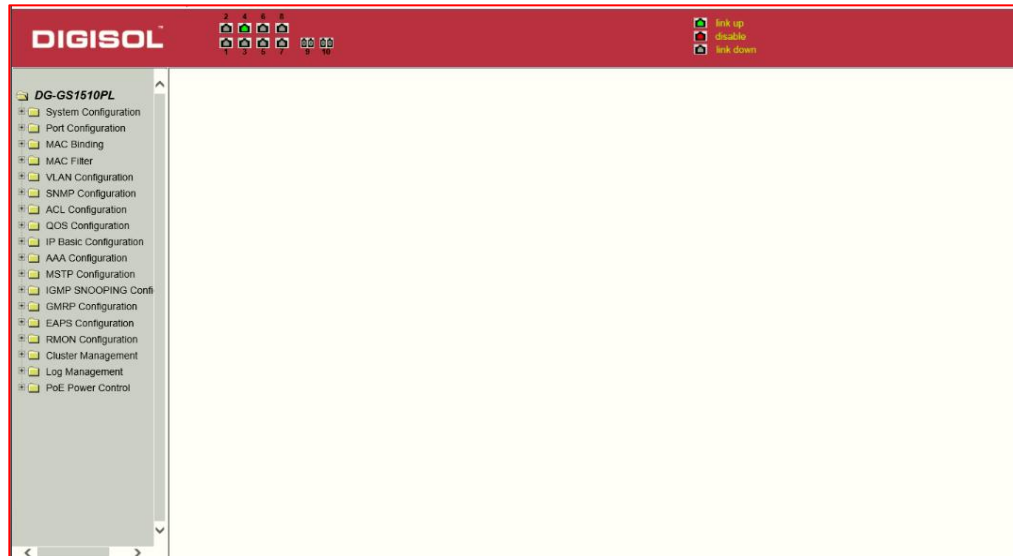 DIGISOL™
2 4 6 8
1 3 5 7 9 10
link up
disable
link down
DG-GS1510PL
System Configuration
Port Configuration
MAC Binding
MAC Filter
VLAN Configuration
SNMP Configuration
ACL Configuration
QOS Configuration
IP Basic Configuration
AAA Configuration
MSTP Configuration
IGMP SNOOPING Confi
GMRP Configuration
EAPS Configuration
RMON Configuration
Cluster Management
Log Management
PoE Power Control